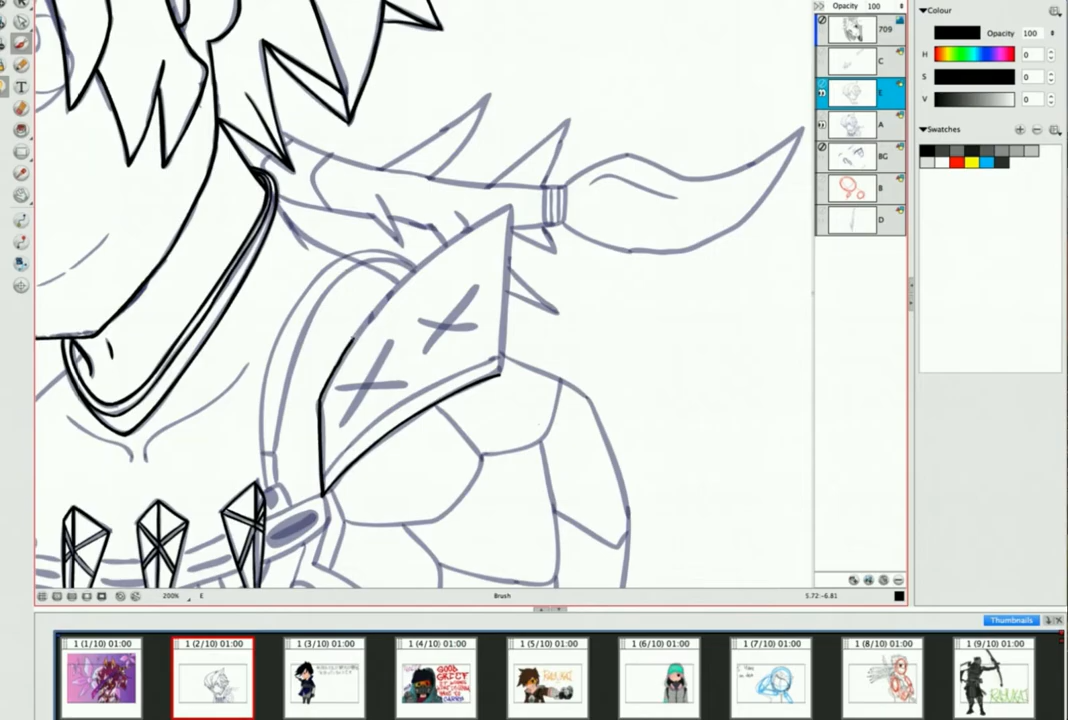 Opacity 100
709
C
E
A
BG
B
D
Colour
Opacity 100
H 0
S 0
V 0
Swatches
200% E Brush 5.72 -6.81
Thumbnails
1 (1/10) 01:00 1 (2/10) 01:00 1 (3/10) 01:00 1 (4/10) 01:00 1 (5/10) 01:00 1 (6/10) 01:00 1 (7/10) 01:00 1 (8/10) 01:00 1 (9/10) 01:00
GOOD
GRIEF